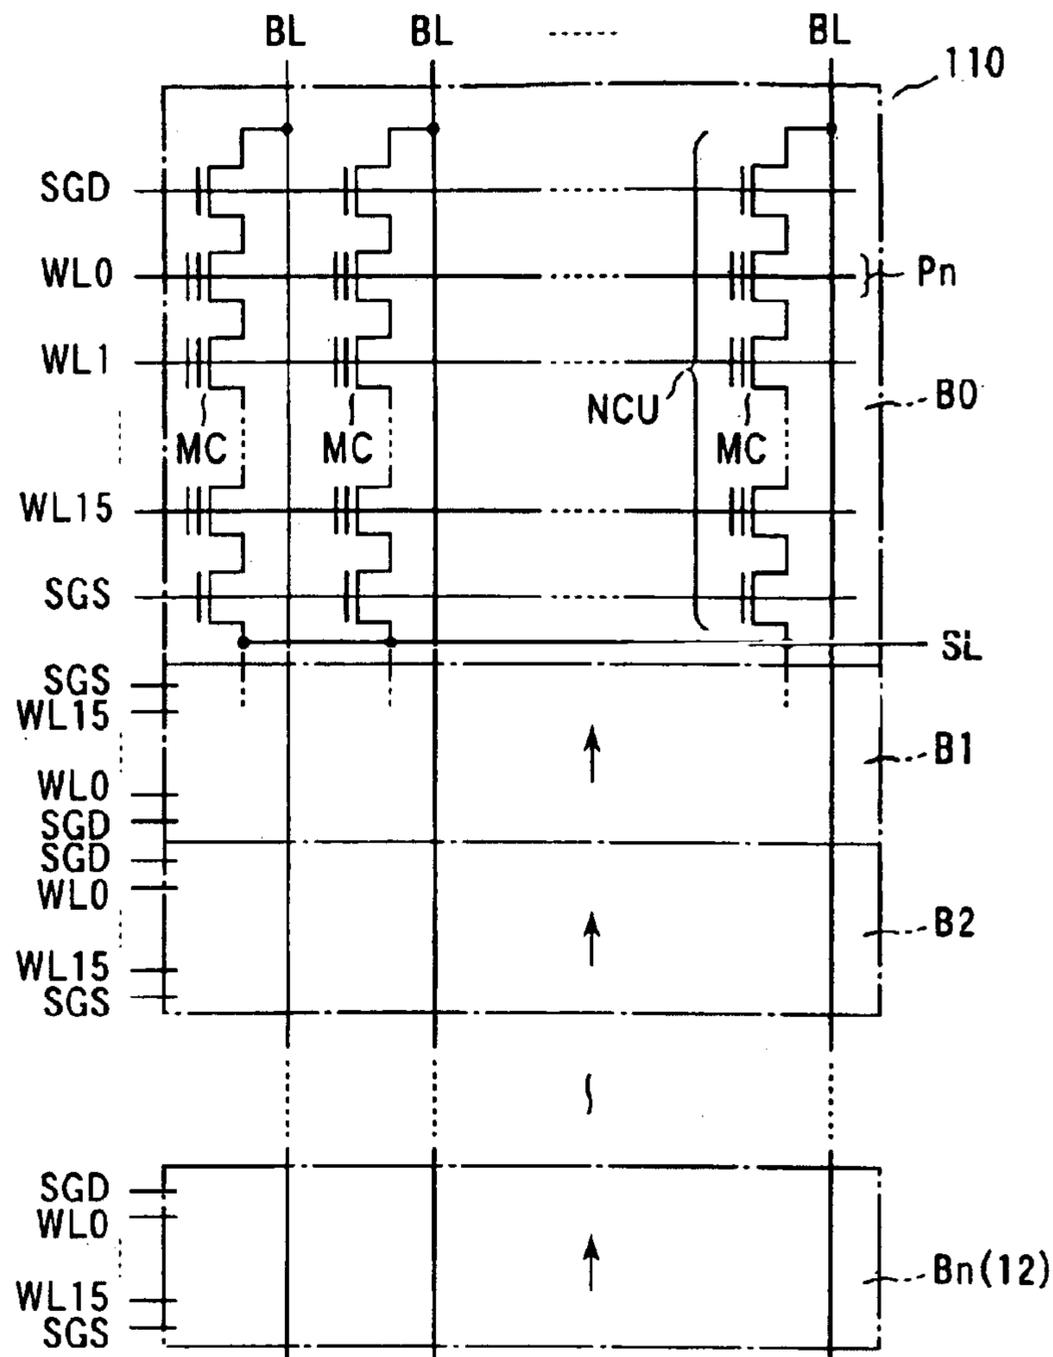 BL BL BL
110
SGD
WL0 Pn
WL1
B0
NCU
MC MC MC
WL15
SGS
SL
SGS
WL15
B1
WL0
SGD
SGD
WL0
B2
WL15
SGS
SGD
WL0
Bn(12)
WL15
SGS